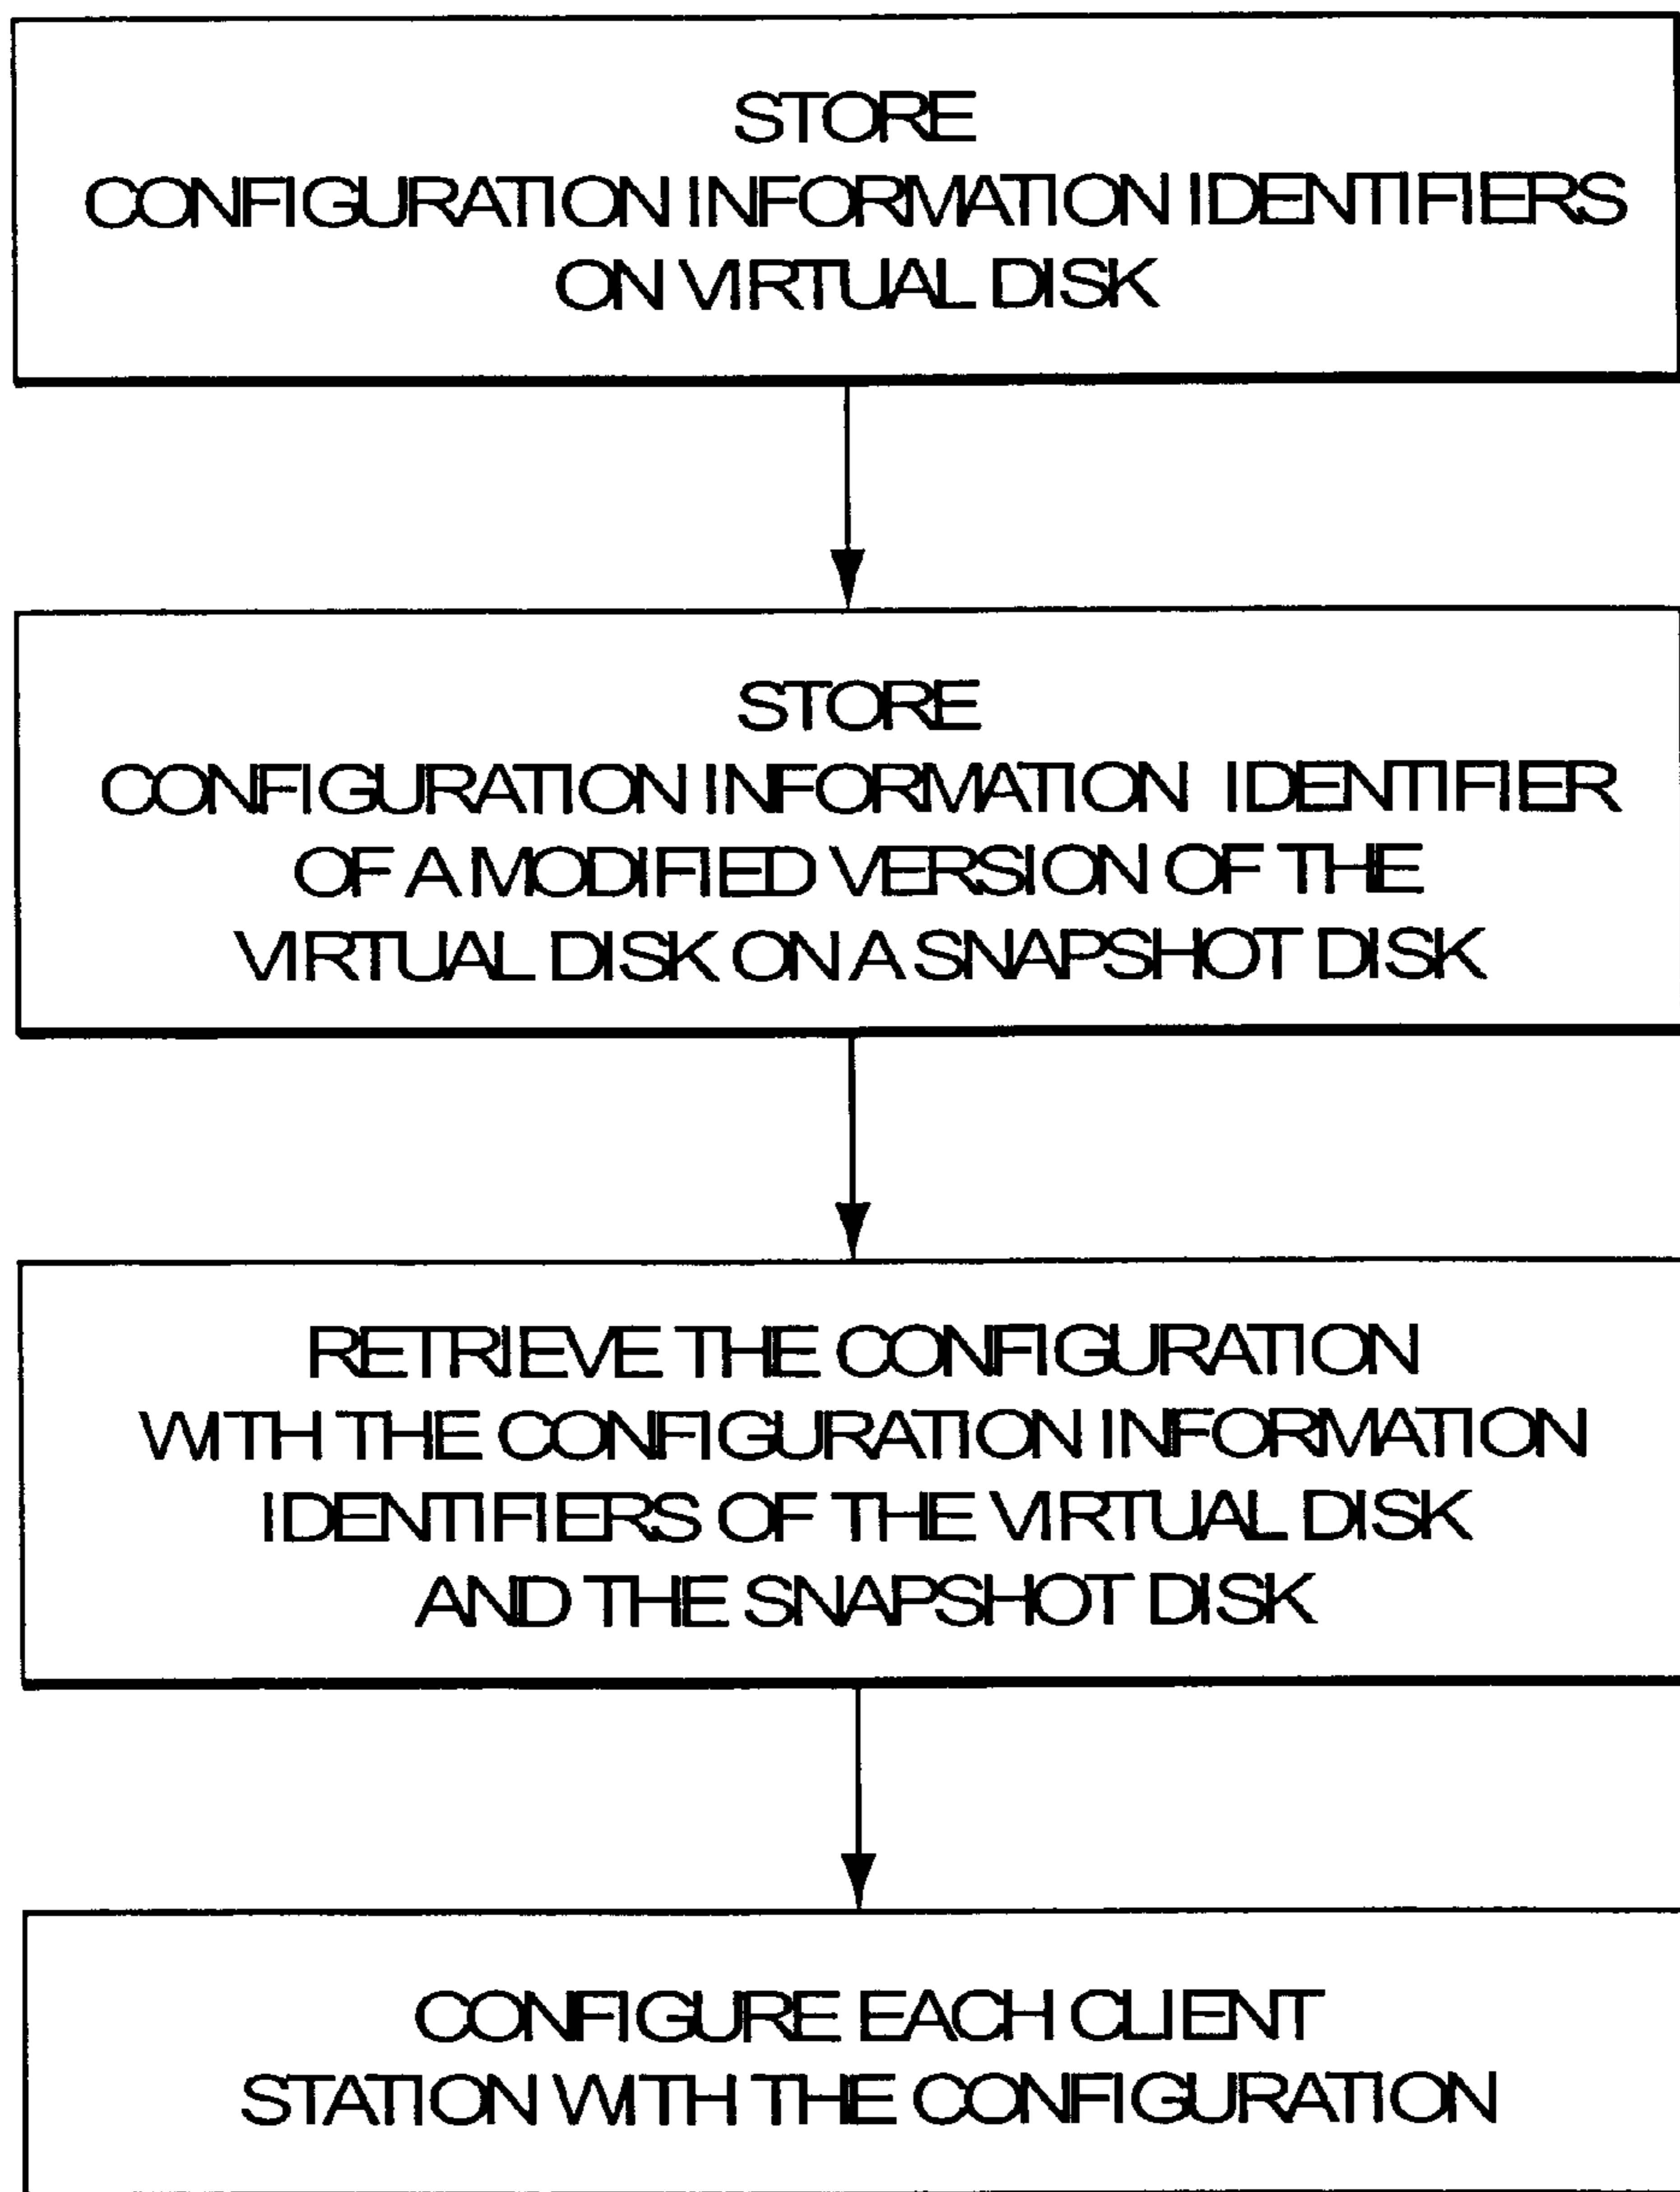 STORE
CONFIGURATION INFORMATION IDENTIFIERS
ON VIRTUAL DISK
STORE
CONFIGURATION INFORMATION IDENTIFIER
OF A MODIFIED VERSION OF THE
VIRTUAL DISK ON A SNAPSHOT DISK
RETRIEVE THE CONFIGURATION
WITH THE CONFIGURATION INFORMATION
IDENTIFIERS OF THE VIRTUAL DISK
AND THE SNAPSHOT DISK
CONFIGURE EACH CLIENT
STATION WITH THE CONFIGURATION